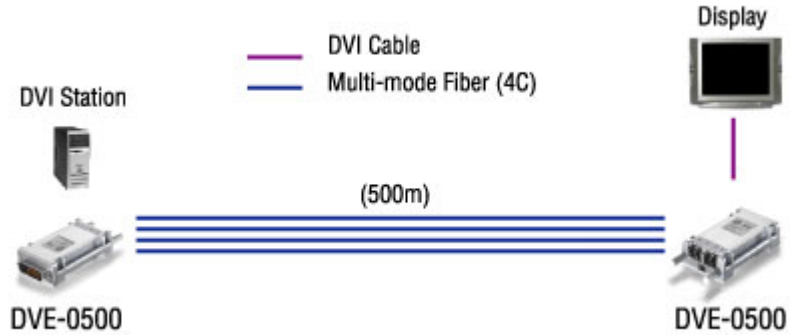 Display
DVI Cable
Multi-mode Fiber (4C)
DVI Station
(500m)
DVE-0500
DVE-0500